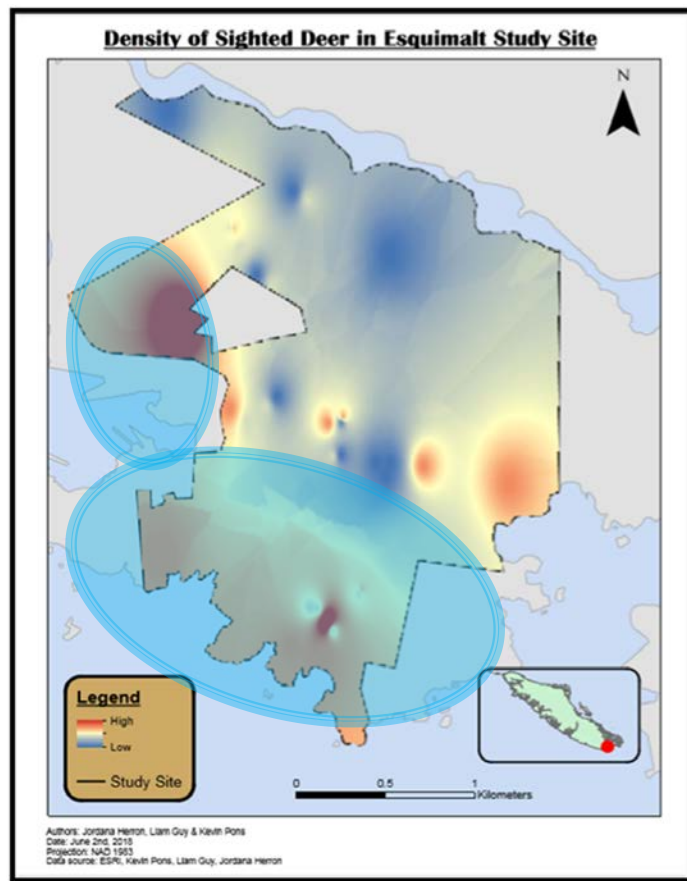 Density of Sighted Deer in Esquimalt Study Site
N
Legend
High
Low
Study Site
0 0.5 1
Kilometers
Authors: Jordana Herron, Liam Guy & Kevin Pons
Date: June 2nd, 2018
Projection: NAD 1983
Data source: ESRI, Kevin Pons, Liam Guy, Jordana Herron